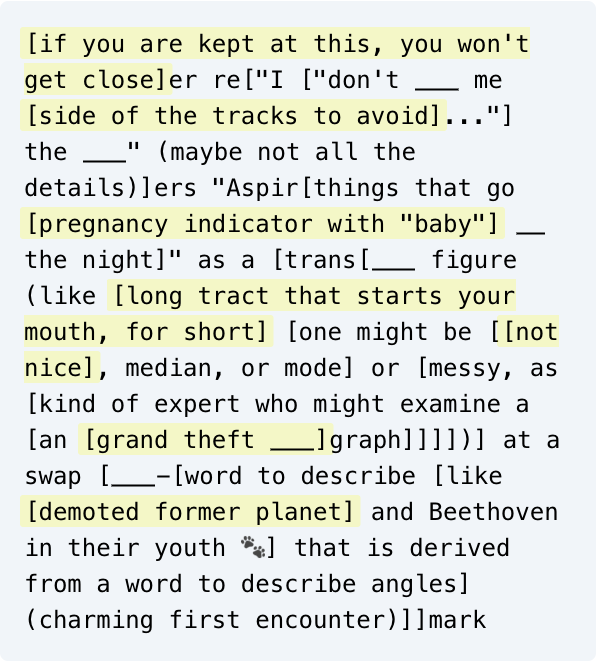 [if you are kept at this, you won't
get close]er re["I ["don't ___ me
[side of the tracks to avoid]..."]
the ___" (maybe not all the
details)]ers "Aspir[things that go
[pregnancy indicator with "baby"] __
the night]" as a [trans[___ figure
(like [long tract that starts your
mouth, for short] [one might be [[not
nice], median, or mode] or [messy, as
[kind of expert who might examine a
[an [grand theft ___]graph]]]])] at a
swap [___-[word to describe [like
[demoted former planet] and Beethoven
in their youth 🐾] that is derived
from a word to describe angles]
(charming first encounter)]]mark